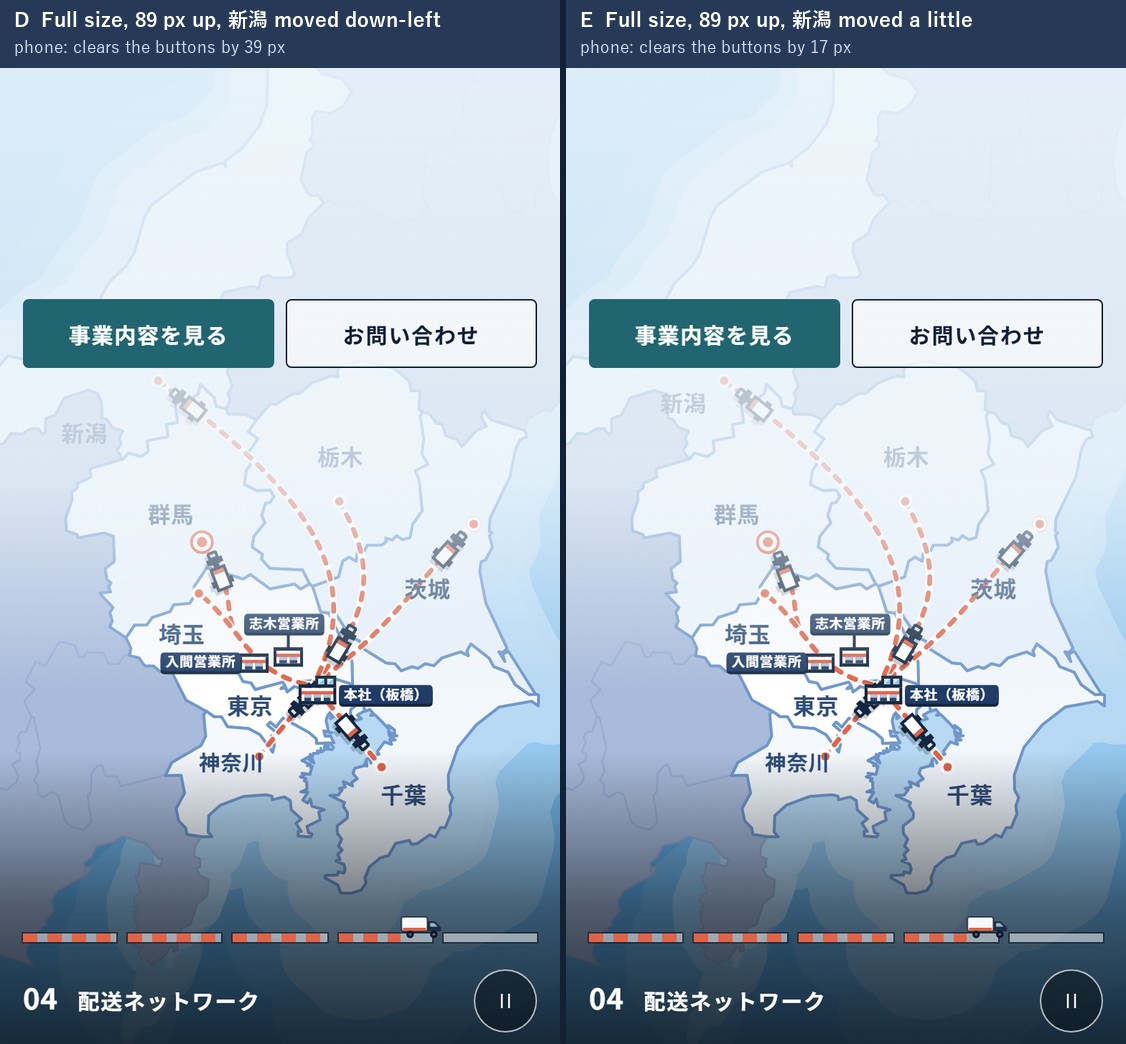 D Full size, 89 px up, 新潟 moved down-left
phone: clears the buttons by 39 px
事業内容を見る
お問い合わせ
新潟
栃木
群馬
茨城
志木営業所
埼玉
入間営業所
本社（板橋）
東京
神奈川
千葉
04 配送ネットワーク
E Full size, 89 px up, 新潟 moved a little
phone: clears the buttons by 17 px
事業内容を見る
お問い合わせ
新潟
栃木
群馬
茨城
志木営業所
埼玉
入間営業所
本社（板橋）
東京
神奈川
千葉
04 配送ネットワーク